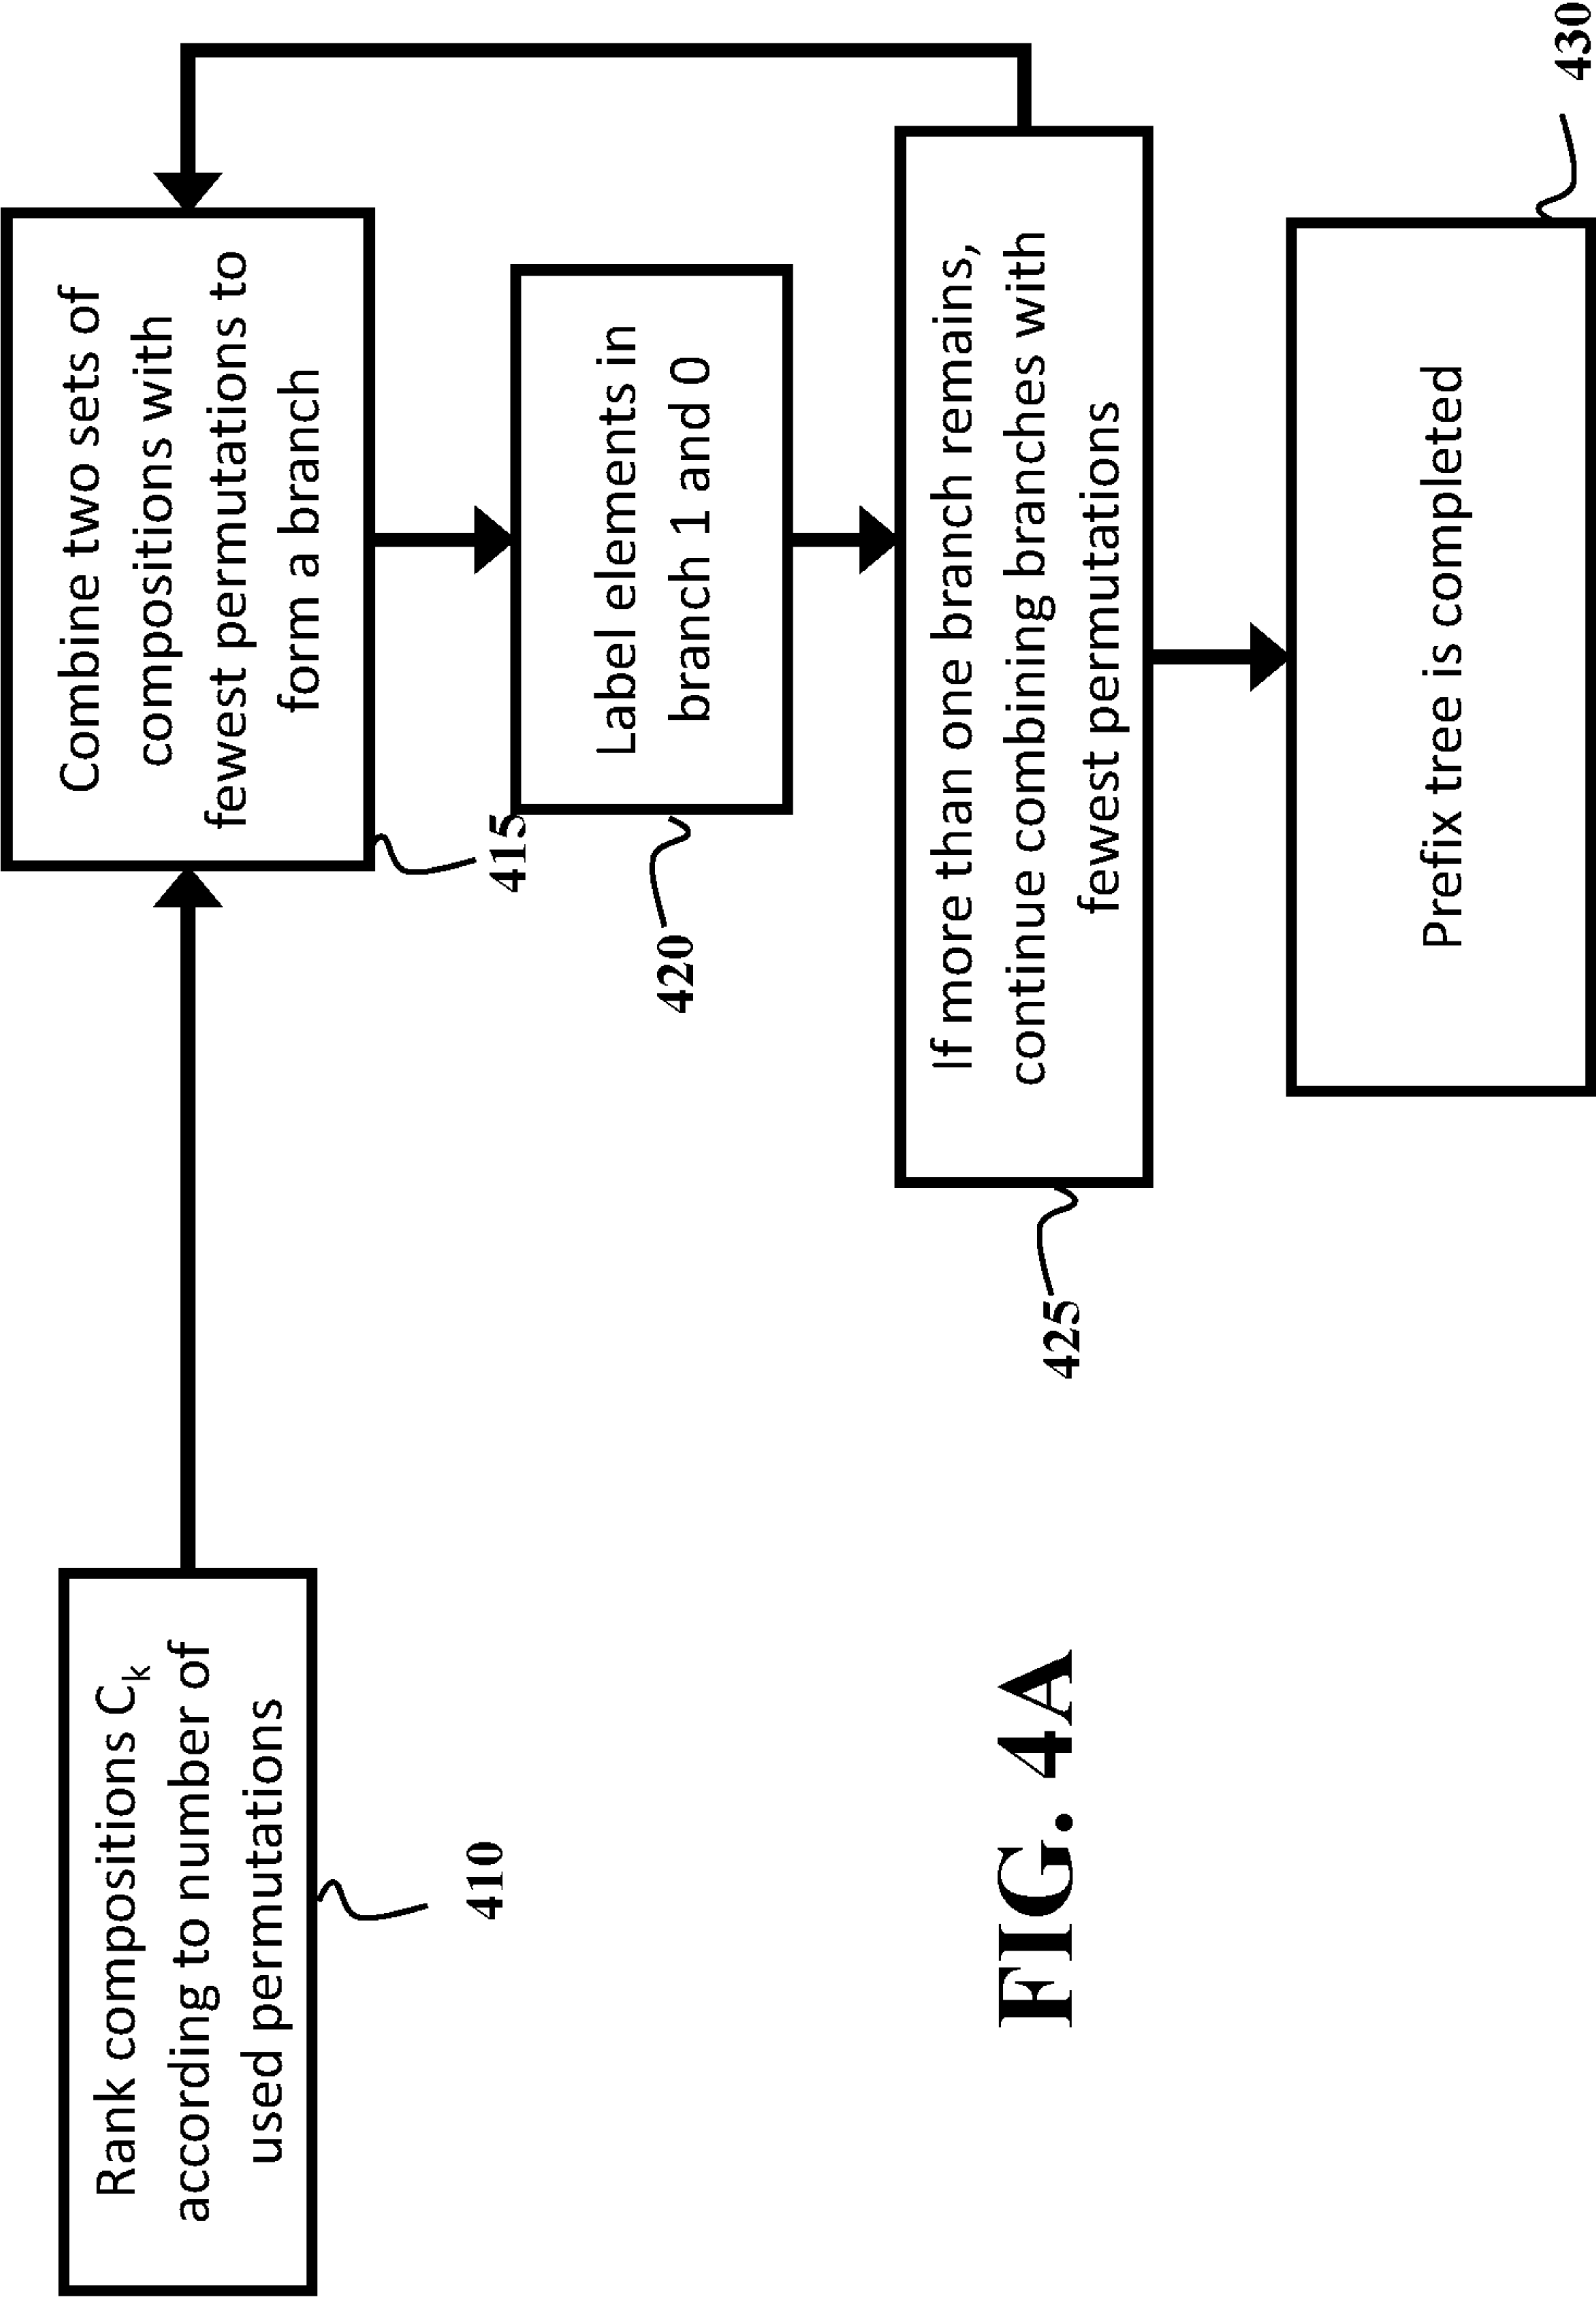 Rank compositions Cₖ
according to number of
used permutations
410
Combine two sets of
compositions with
fewest permutations to
form a branch
415
Label elements in
branch 1 and 0
420
If more than one branch remains,
continue combining branches with
fewest permutations
425
Prefix tree is completed
430
FIG. 4A